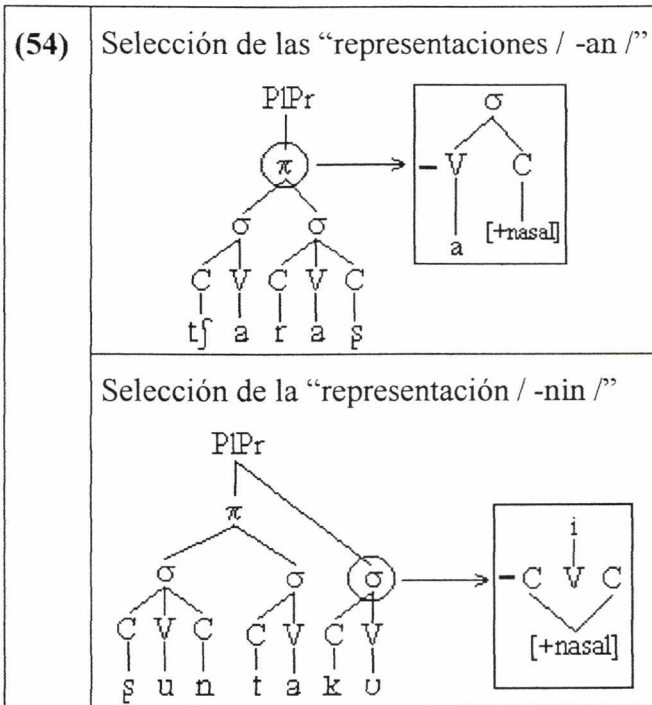 (54) Selección de las “representaciones / -an /”
PlPr
π
σ σ
C V C V C
tʃ a r a ʂ
σ
– V C
a [+nasal]
Selección de la “representación / -nin /”
PlPr
π
σ σ σ
C V C C V C V
ʂ u n t a k ʊ
i
– C V C
[+nasal]